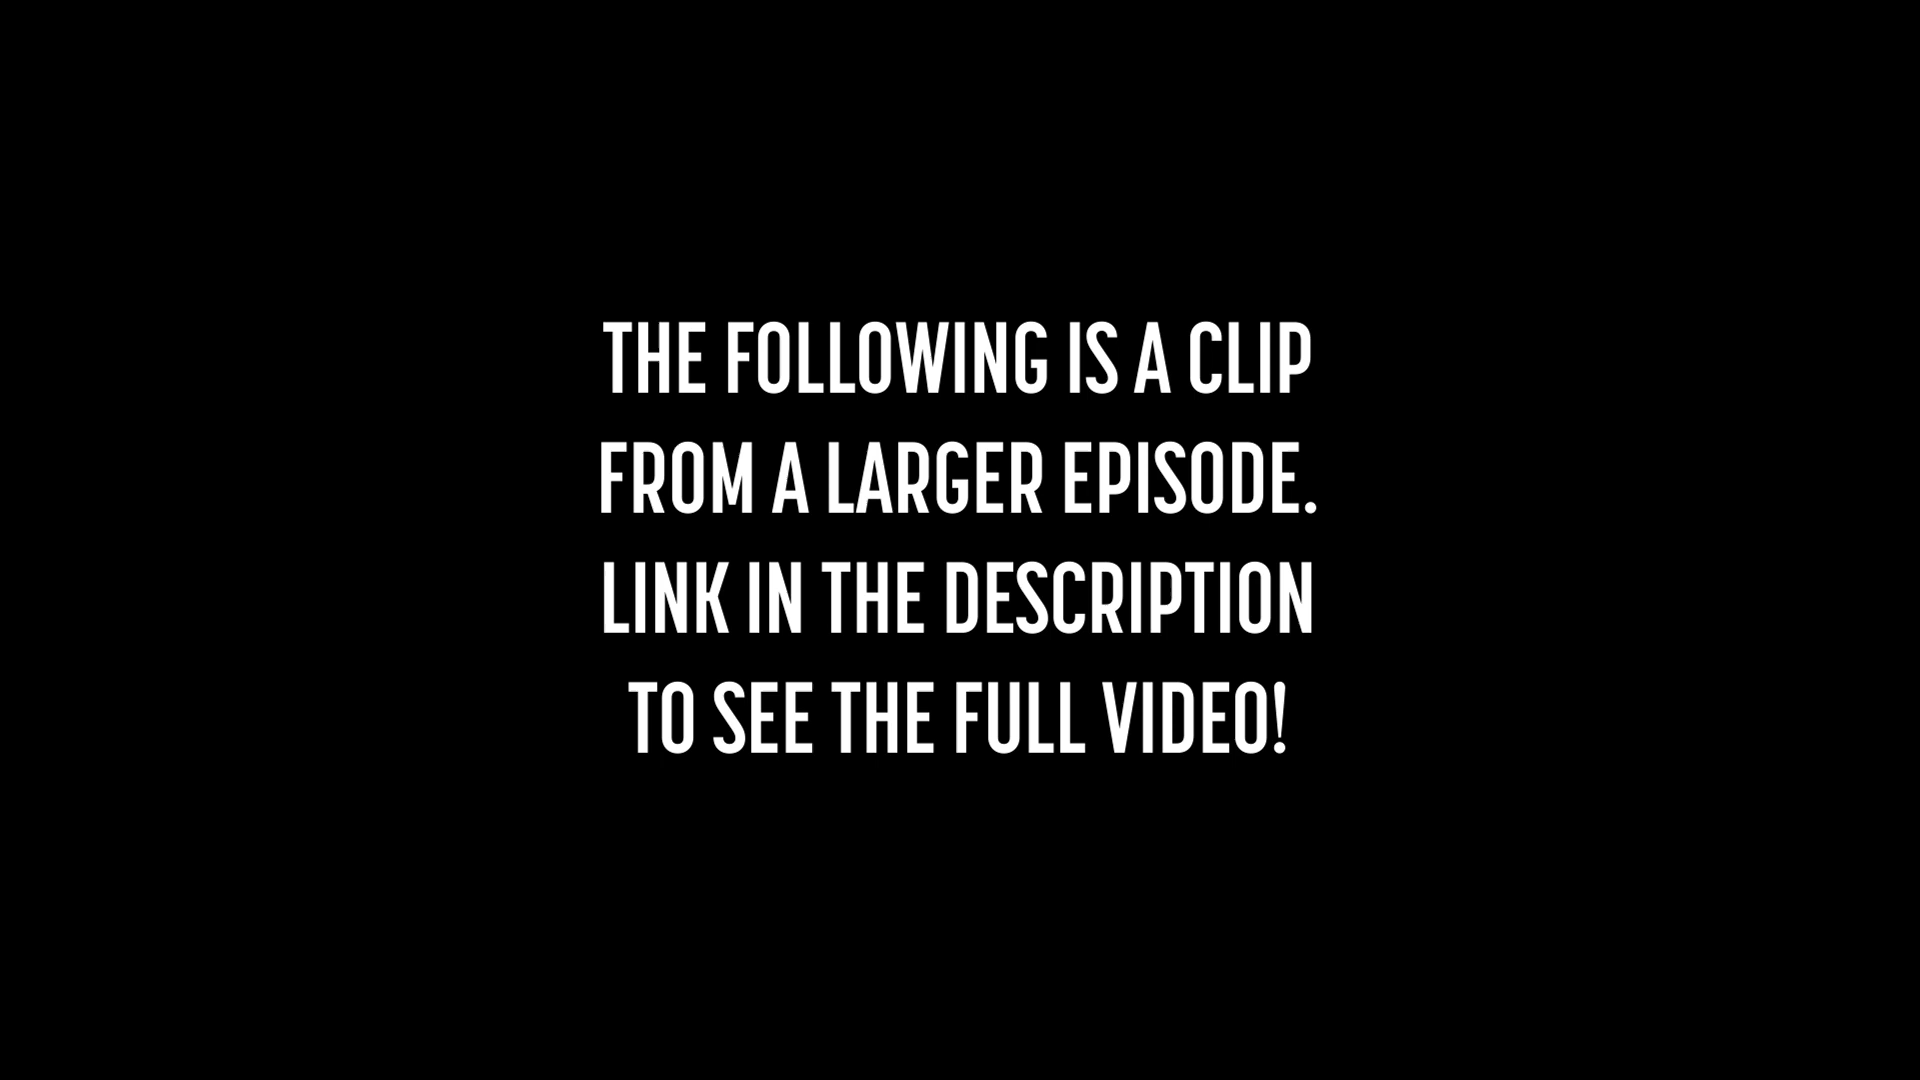 THE FOLLOWING IS A CLIP
FROM A LARGER EPISODE.
LINK IN THE DESCRIPTION
TO SEE THE FULL VIDEO!